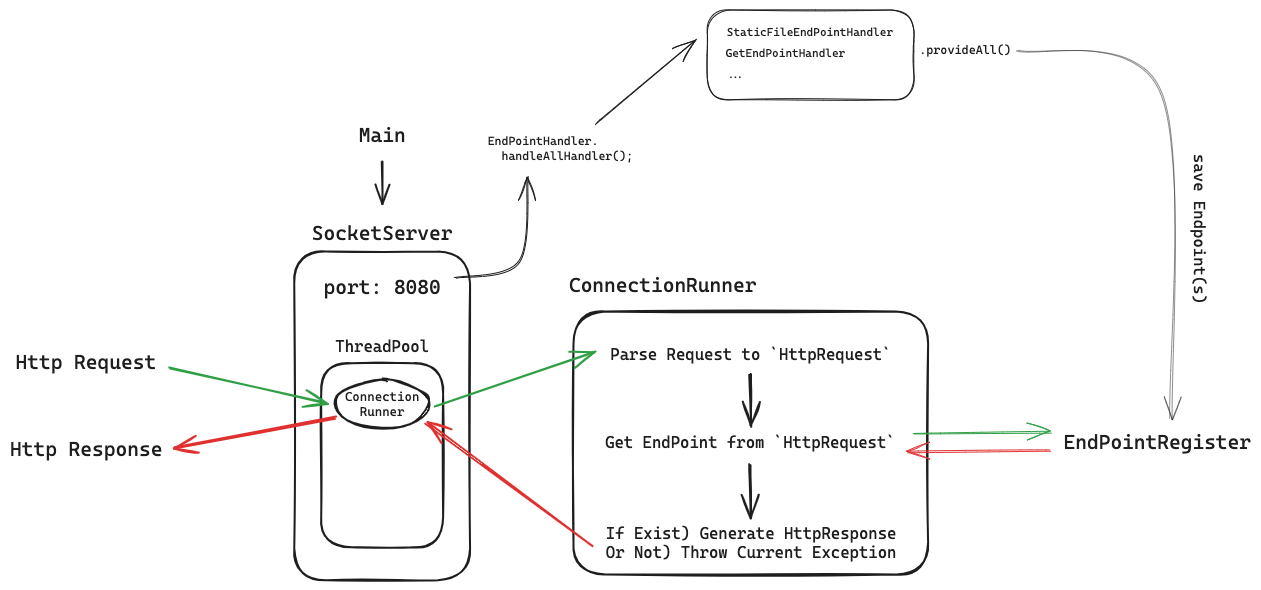 StaticFileEndPointHandler
GetEndPointHandler
...
.provideAll()
Main
EndPointHandler.
handleAllHandler();
save Endpoint(s)
SocketServer
port: 8080
ConnectionRunner
ThreadPool
Http Request
Connection
Runner
Http Response
Parse Request to `HttpRequest`
Get EndPoint from `HttpRequest`
If Exist) Generate HttpResponse
Or Not) Throw Current Exception
EndPointRegister